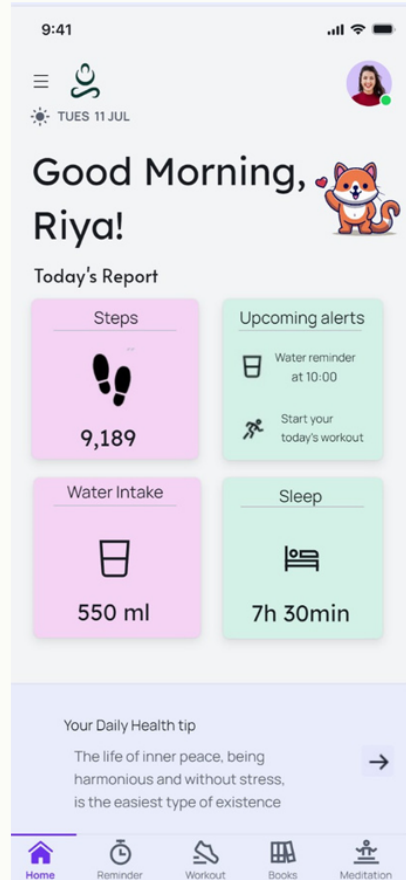 9:41
TUES 11 JUL
Good Morning,
Riya!
Today's Report
Steps
9,189
Upcoming alerts
Water reminder
at 10:00
Start your
today's workout
Water Intake
550 ml
Sleep
7h 30min
Your Daily Health tip
The life of inner peace, being
harmonious and without stress,
is the easiest type of existence
Home
Reminder
Workout
Books
Meditation